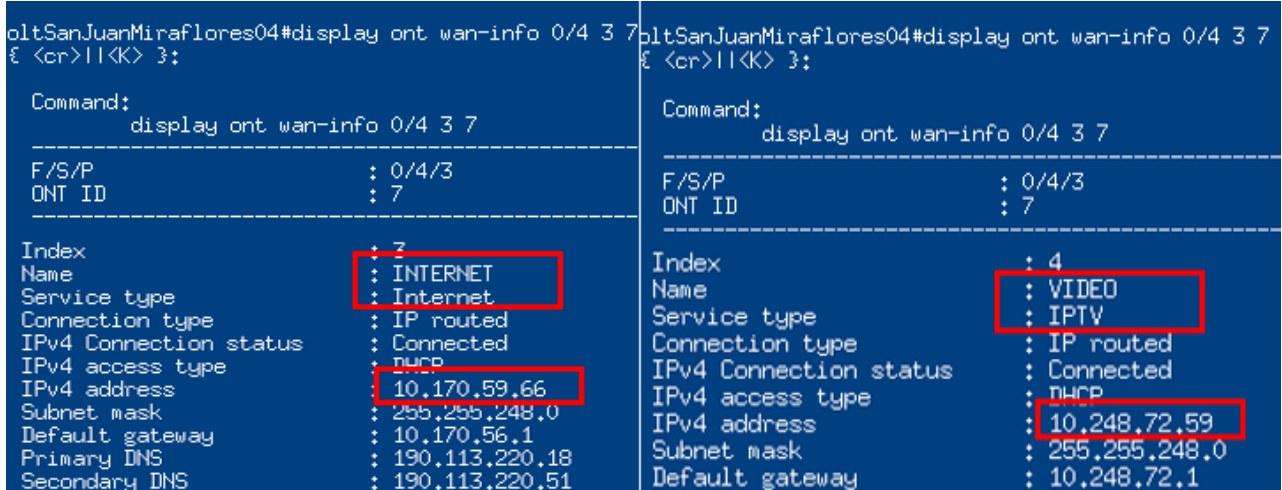 oltSanJuanMiraflores04#display ont wan-info 0/4 3 7
{ <cr>||<K> }:
Command:
display ont wan-info 0/4 3 7
F/S/P : 0/4/3
ONT ID : 7
Index : 3
Name : INTERNET
Service type : Internet
Connection type : IP routed
IPv4 Connection status : Connected
IPv4 access type : DHCP
IPv4 address : 10.170.59.66
Subnet mask : 255.255.248.0
Default gateway : 10.170.56.1
Primary DNS : 190.113.220.18
Secondary DNS : 190.113.220.51
oltSanJuanMiraflores04#display ont wan-info 0/4 3 7
{ <cr>||<K> }:
Command:
display ont wan-info 0/4 3 7
F/S/P : 0/4/3
ONT ID : 7
Index : 4
Name : VIDEO
Service type : IPTV
Connection type : IP routed
IPv4 Connection status : Connected
IPv4 access type : DHCP
IPv4 address : 10.248.72.59
Subnet mask : 255.255.248.0
Default gateway : 10.248.72.1